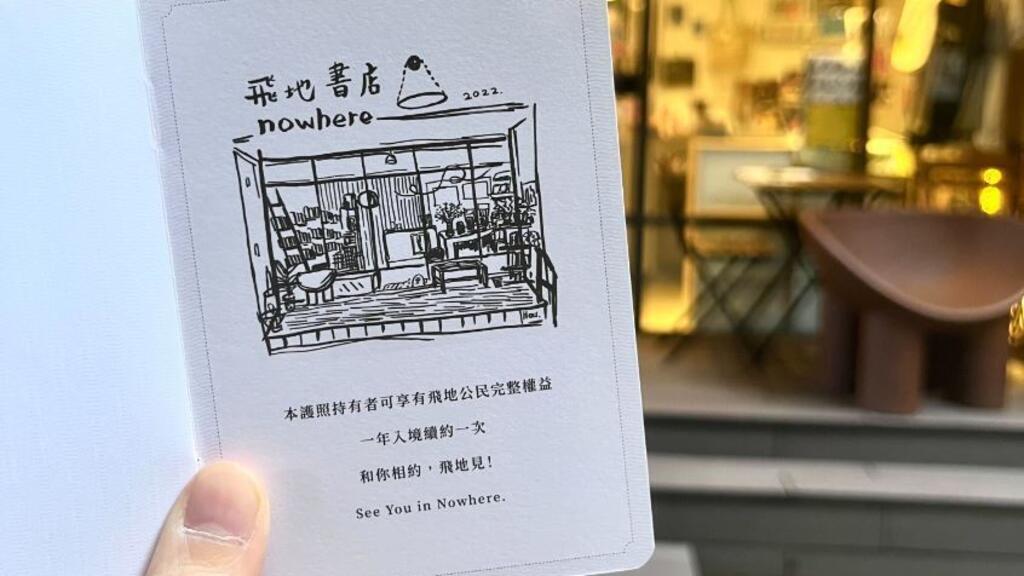 飛地書店
2022.
nowhere
Hou.
本護照持有者可享有飛地公民完整權益
一年入境續約一次
和你相約，飛地見！
See You in Nowhere.